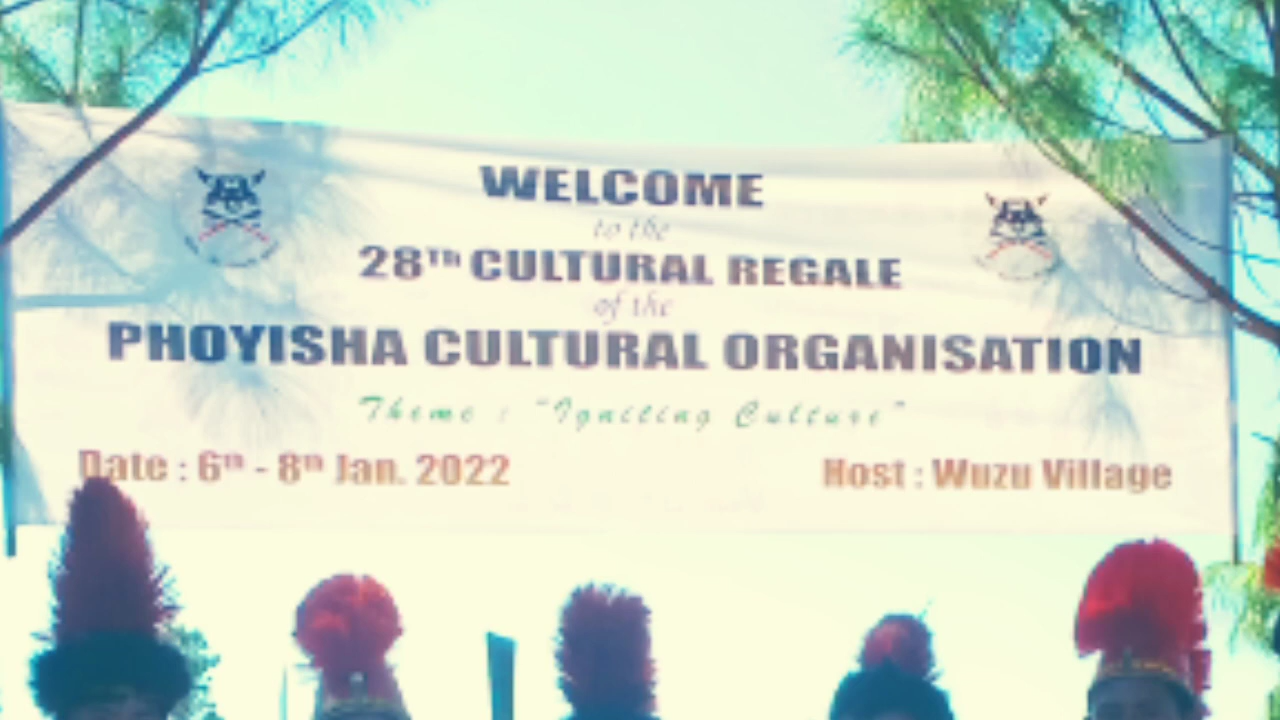 WELCOME
to the
28TH CULTURAL REGALE
of the
PHOYISHA CULTURAL ORGANISATION
Theme : "Igniting Culture"
Date : 6th - 8th Jan. 2022
Host : Wuzu Village